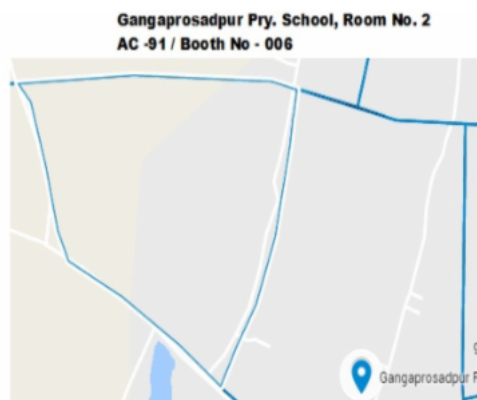 Gangaprosadpur Pry. School, Room No. 2
AC -91 / Booth No - 006
Gangaprosadpur